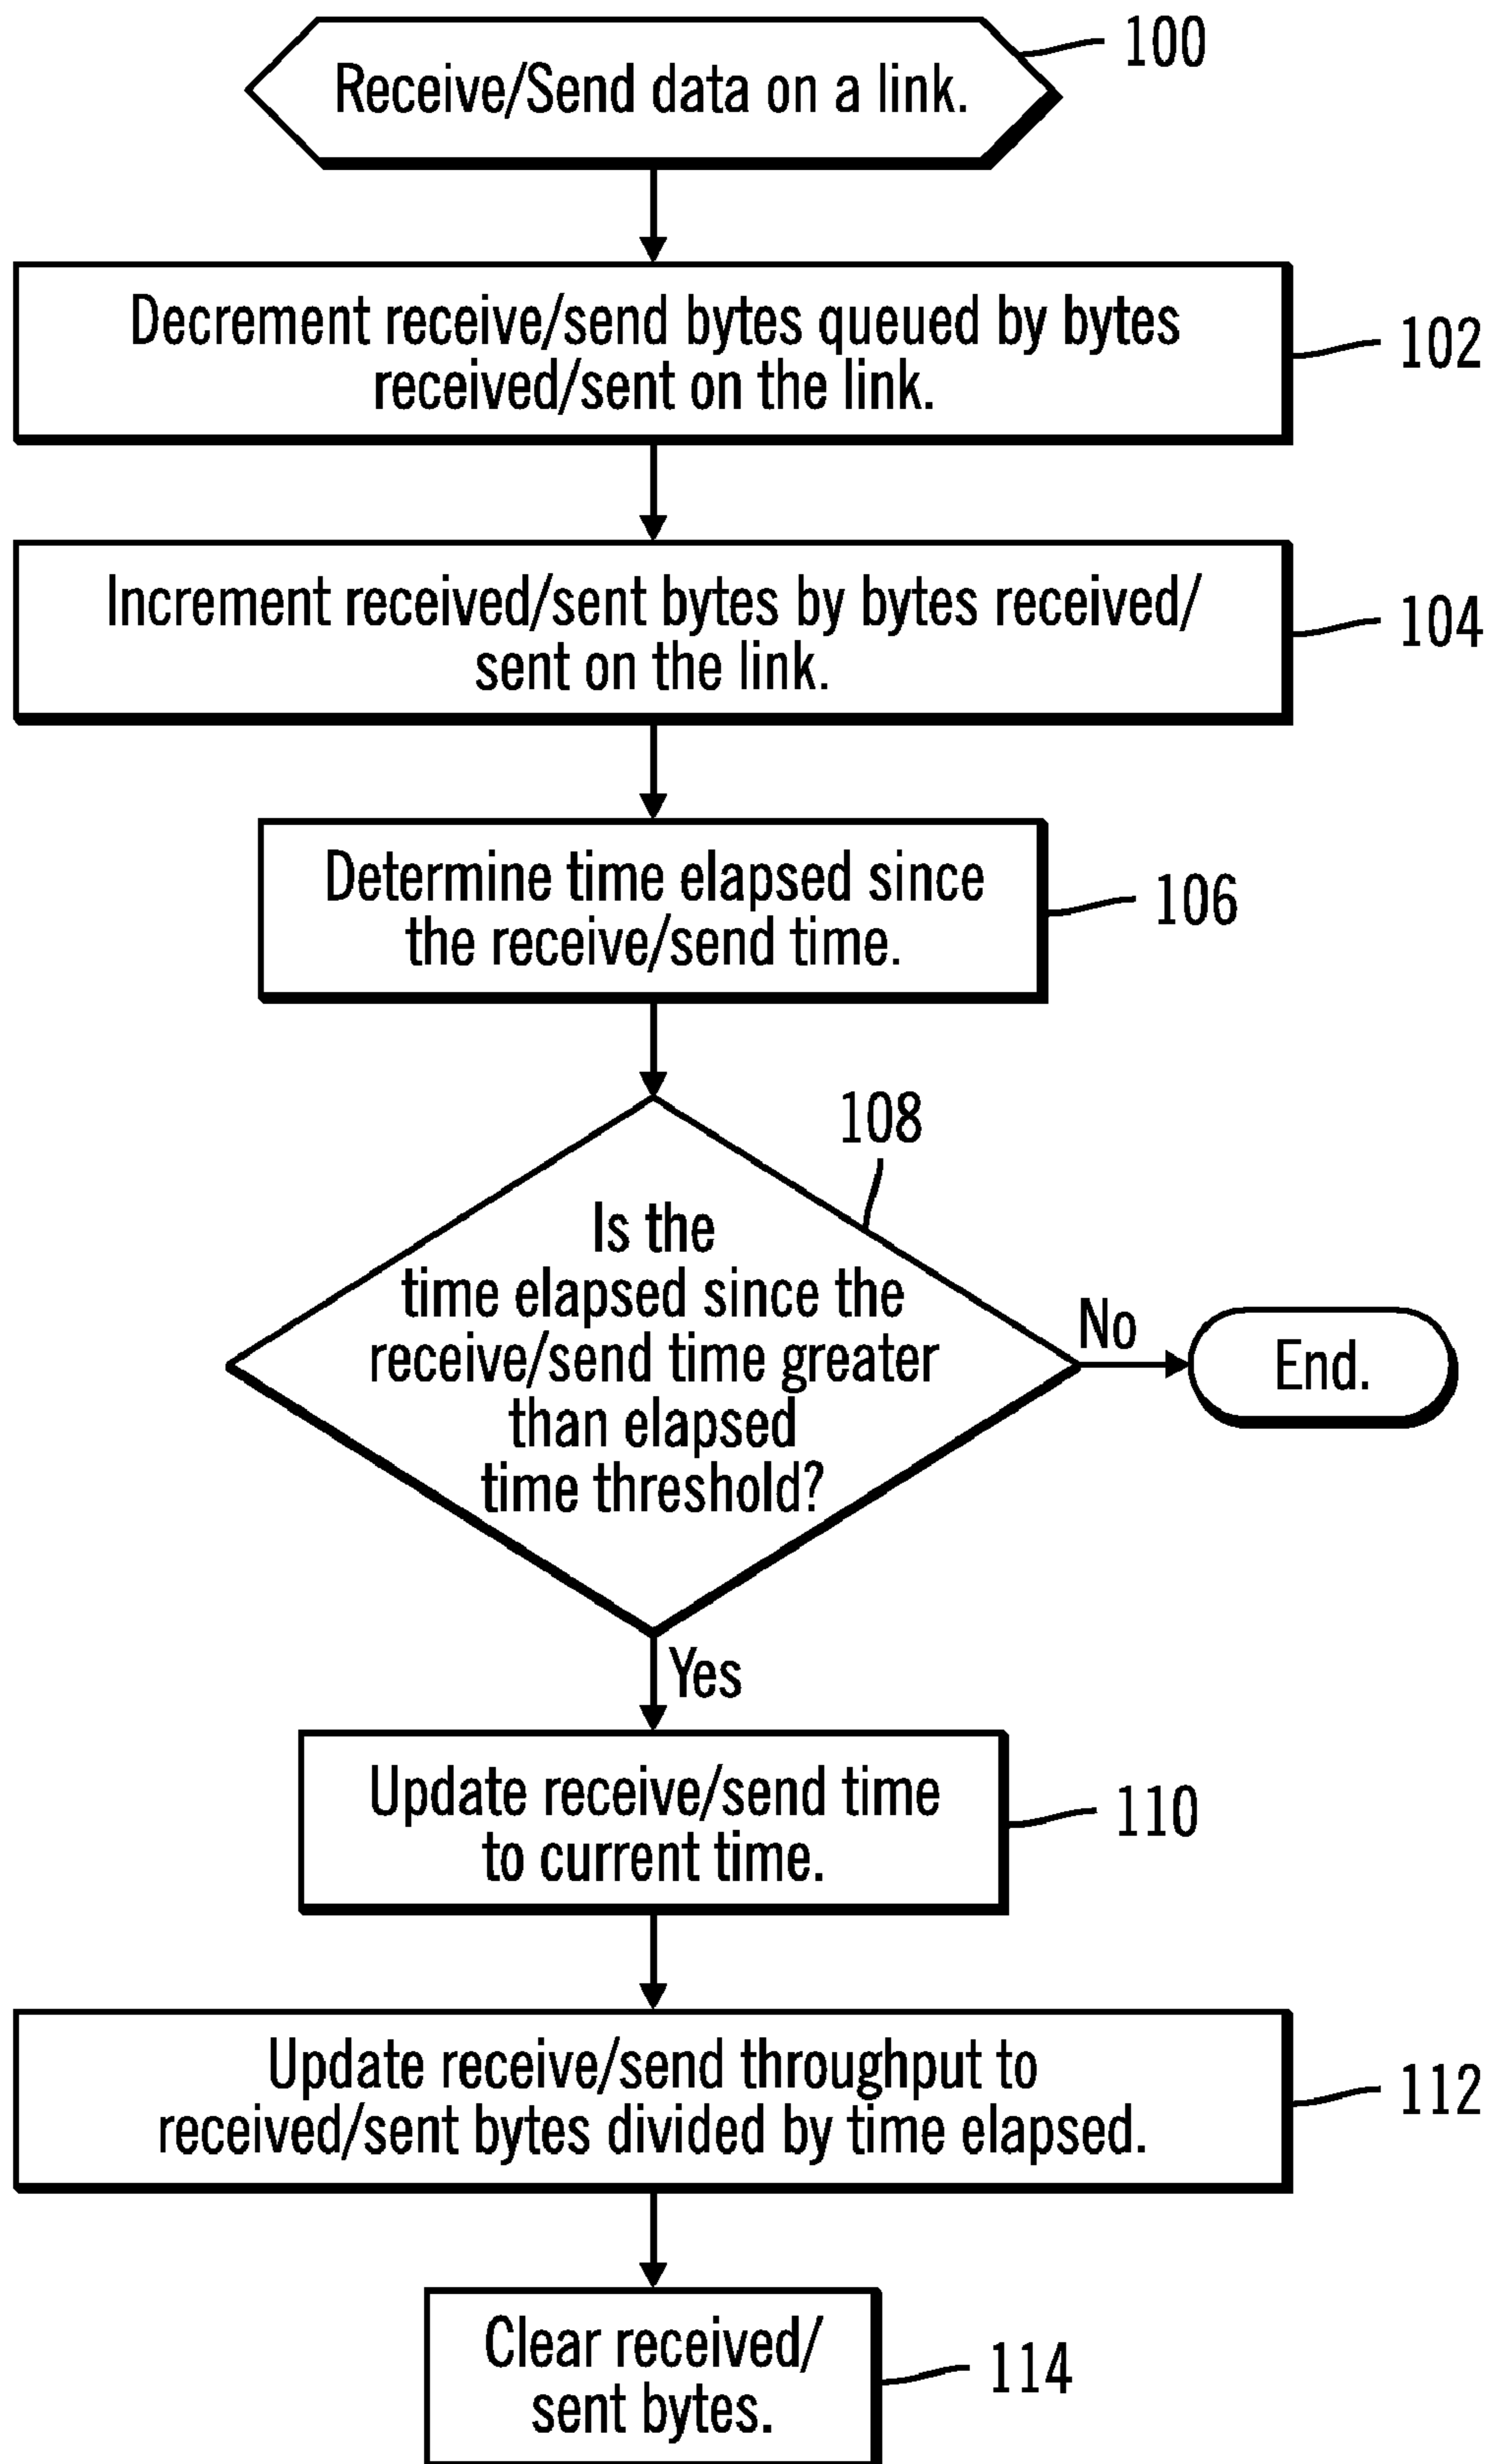 Receive/Send data on a link.
100
Decrement receive/send bytes queued by bytes
received/sent on the link.
102
Increment received/sent bytes by bytes received/
sent on the link.
104
Determine time elapsed since
the receive/send time.
106
108
Is the
time elapsed since the
receive/send time greater
than elapsed
time threshold?
No
End.
Yes
Update receive/send time
to current time.
110
Update receive/send throughput to
received/sent bytes divided by time elapsed.
112
Clear received/
sent bytes.
114